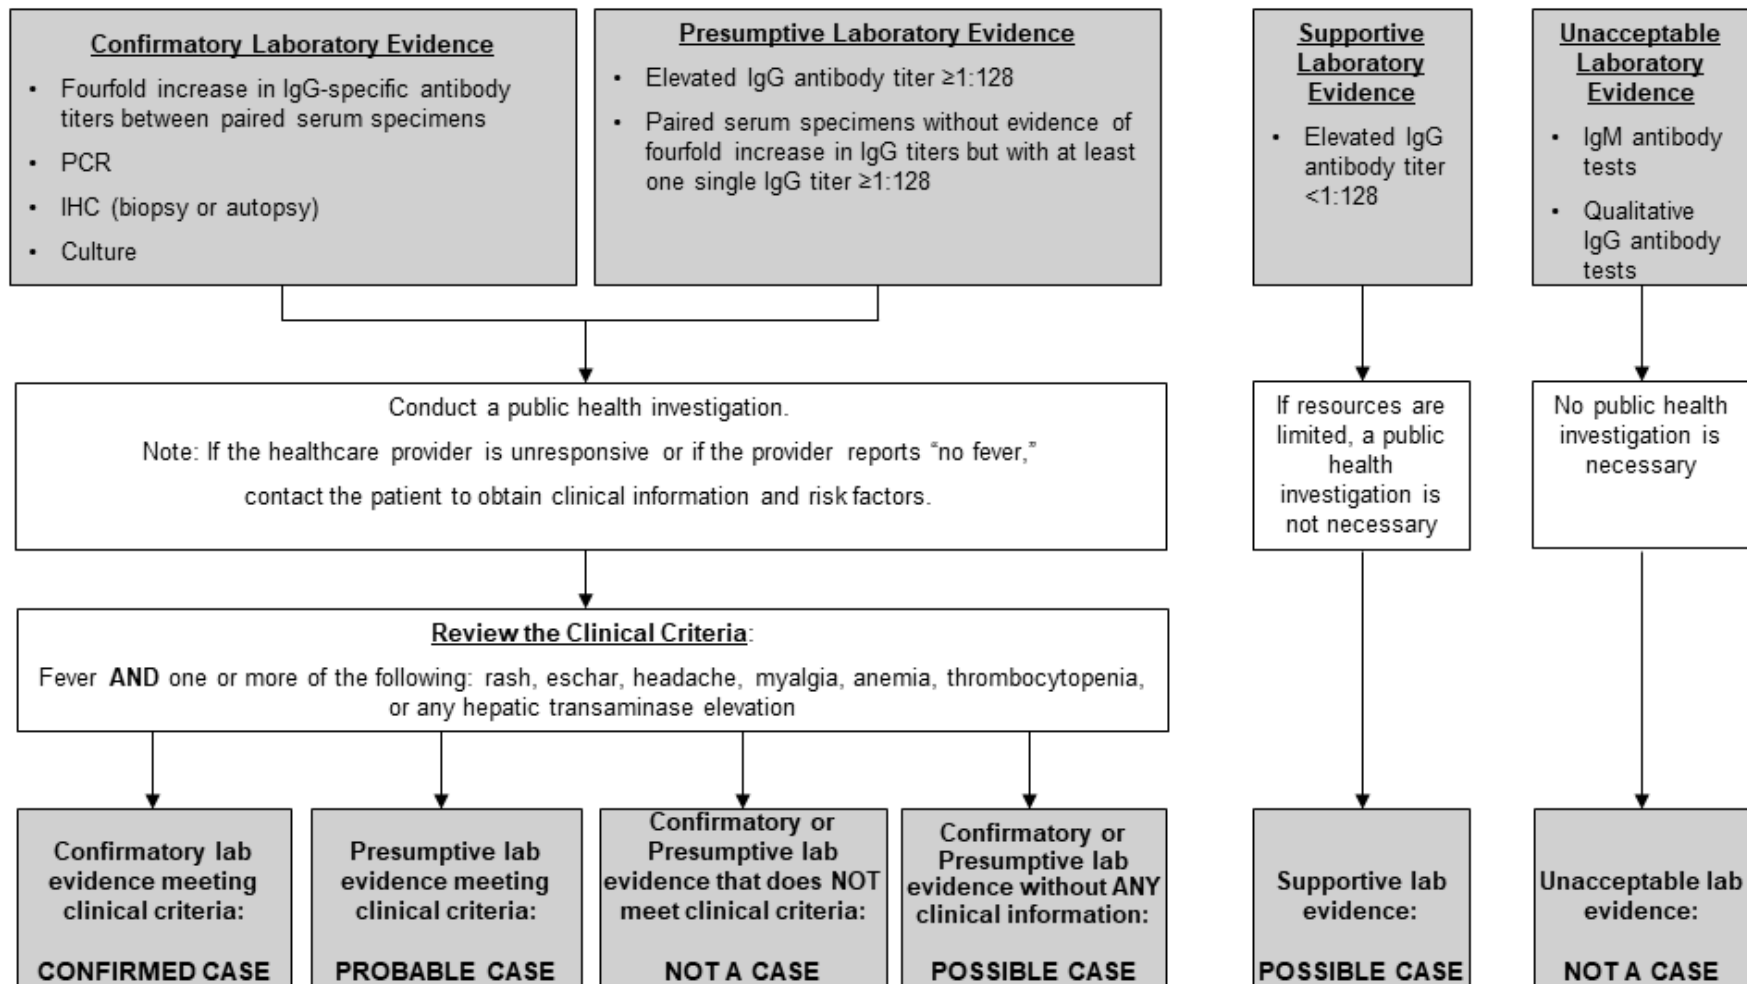 Confirmatory Laboratory Evidence
• Fourfold increase in IgG-specific antibody
titers between paired serum specimens
• PCR
• IHC (biopsy or autopsy)
• Culture
Presumptive Laboratory Evidence
• Elevated IgG antibody titer ≥1:128
• Paired serum specimens without evidence of
fourfold increase in IgG titers but with at least
one single IgG titer ≥1:128
Supportive
Laboratory
Evidence
• Elevated IgG
antibody titer
<1:128
Unacceptable
Laboratory
Evidence
• IgM antibody
tests
• Qualitative
IgG antibody
tests
Conduct a public health investigation.
Note: If the healthcare provider is unresponsive or if the provider reports “no fever,”
contact the patient to obtain clinical information and risk factors.
If resources are
limited, a public
health
investigation is
not necessary
No public health
investigation is
necessary
Review the Clinical Criteria:
Fever AND one or more of the following: rash, eschar, headache, myalgia, anemia, thrombocytopenia,
or any hepatic transaminase elevation
Confirmatory lab
evidence meeting
clinical criteria:
CONFIRMED CASE
Presumptive lab
evidence meeting
clinical criteria:
PROBABLE CASE
Confirmatory or
Presumptive lab
evidence that does NOT
meet clinical criteria:
NOT A CASE
Confirmatory or
Presumptive lab
evidence without ANY
clinical information:
POSSIBLE CASE
Supportive lab
evidence:
POSSIBLE CASE
Unacceptable lab
evidence:
NOT A CASE